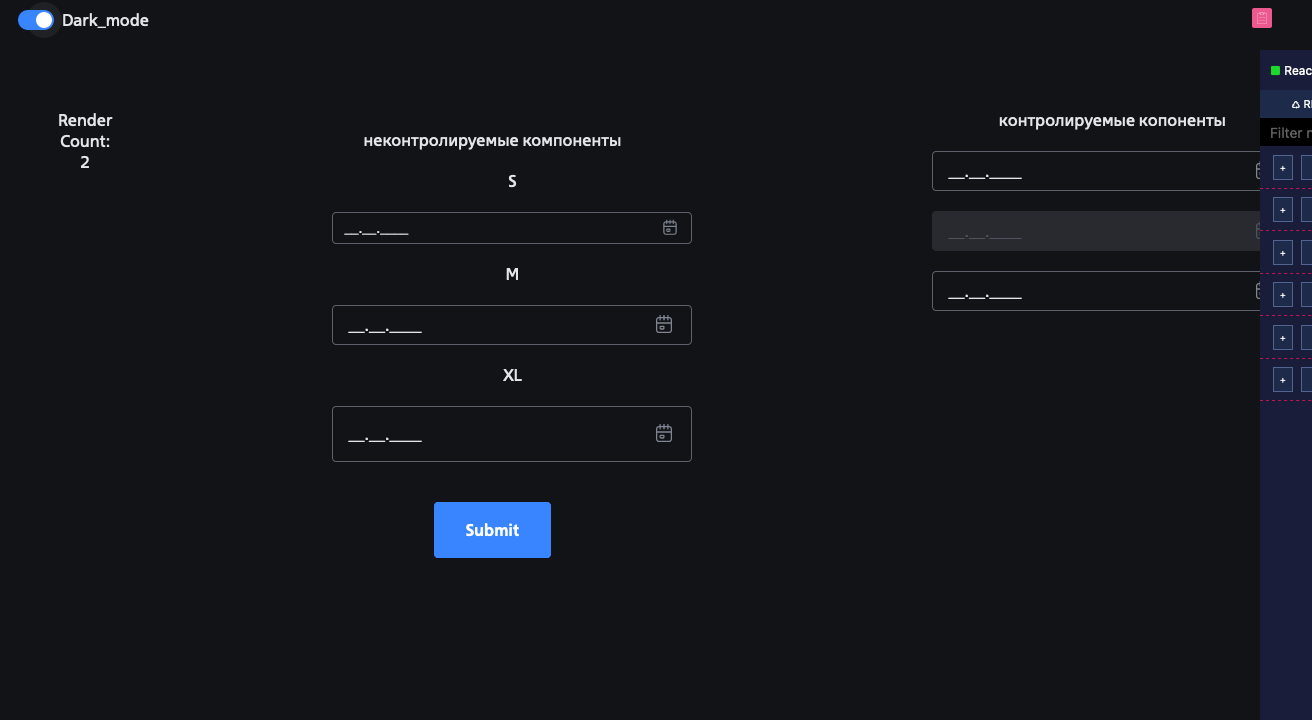 Dark_mode
Render
Count:
2
неконтролируемые компоненты
S
__.__.____
M
__.__.____
XL
__.__.____
Submit
контролируемые копоненты
__.__.____
__.__.____
__.__.____
Filter
+
+
+
+
+
+